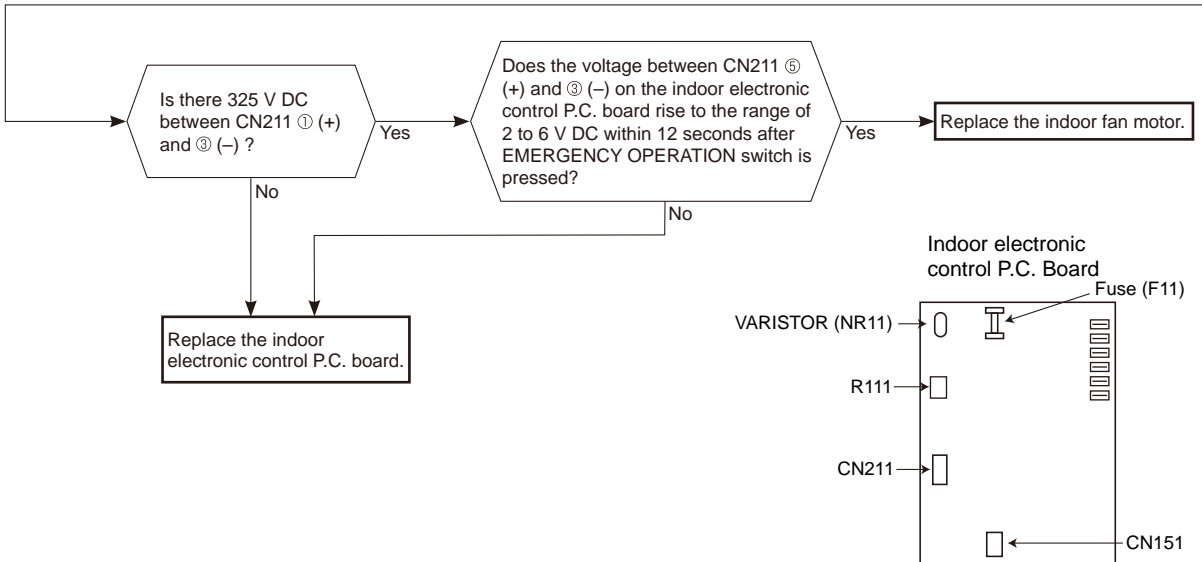 Is there 325 V DC
between CN211 ① (+)
and ③ (–) ?
Yes
No
Does the voltage between CN211 ⑤
(+) and ③ (–) on the indoor electronic
control P.C. board rise to the range of
2 to 6 V DC within 12 seconds after
EMERGENCY OPERATION switch is
pressed?
Yes
No
Replace the indoor fan motor.
Replace the indoor
electronic control P.C. board.
Indoor electronic
control P.C. Board
Fuse (F11)
VARISTOR (NR11)
R111
CN211
CN151